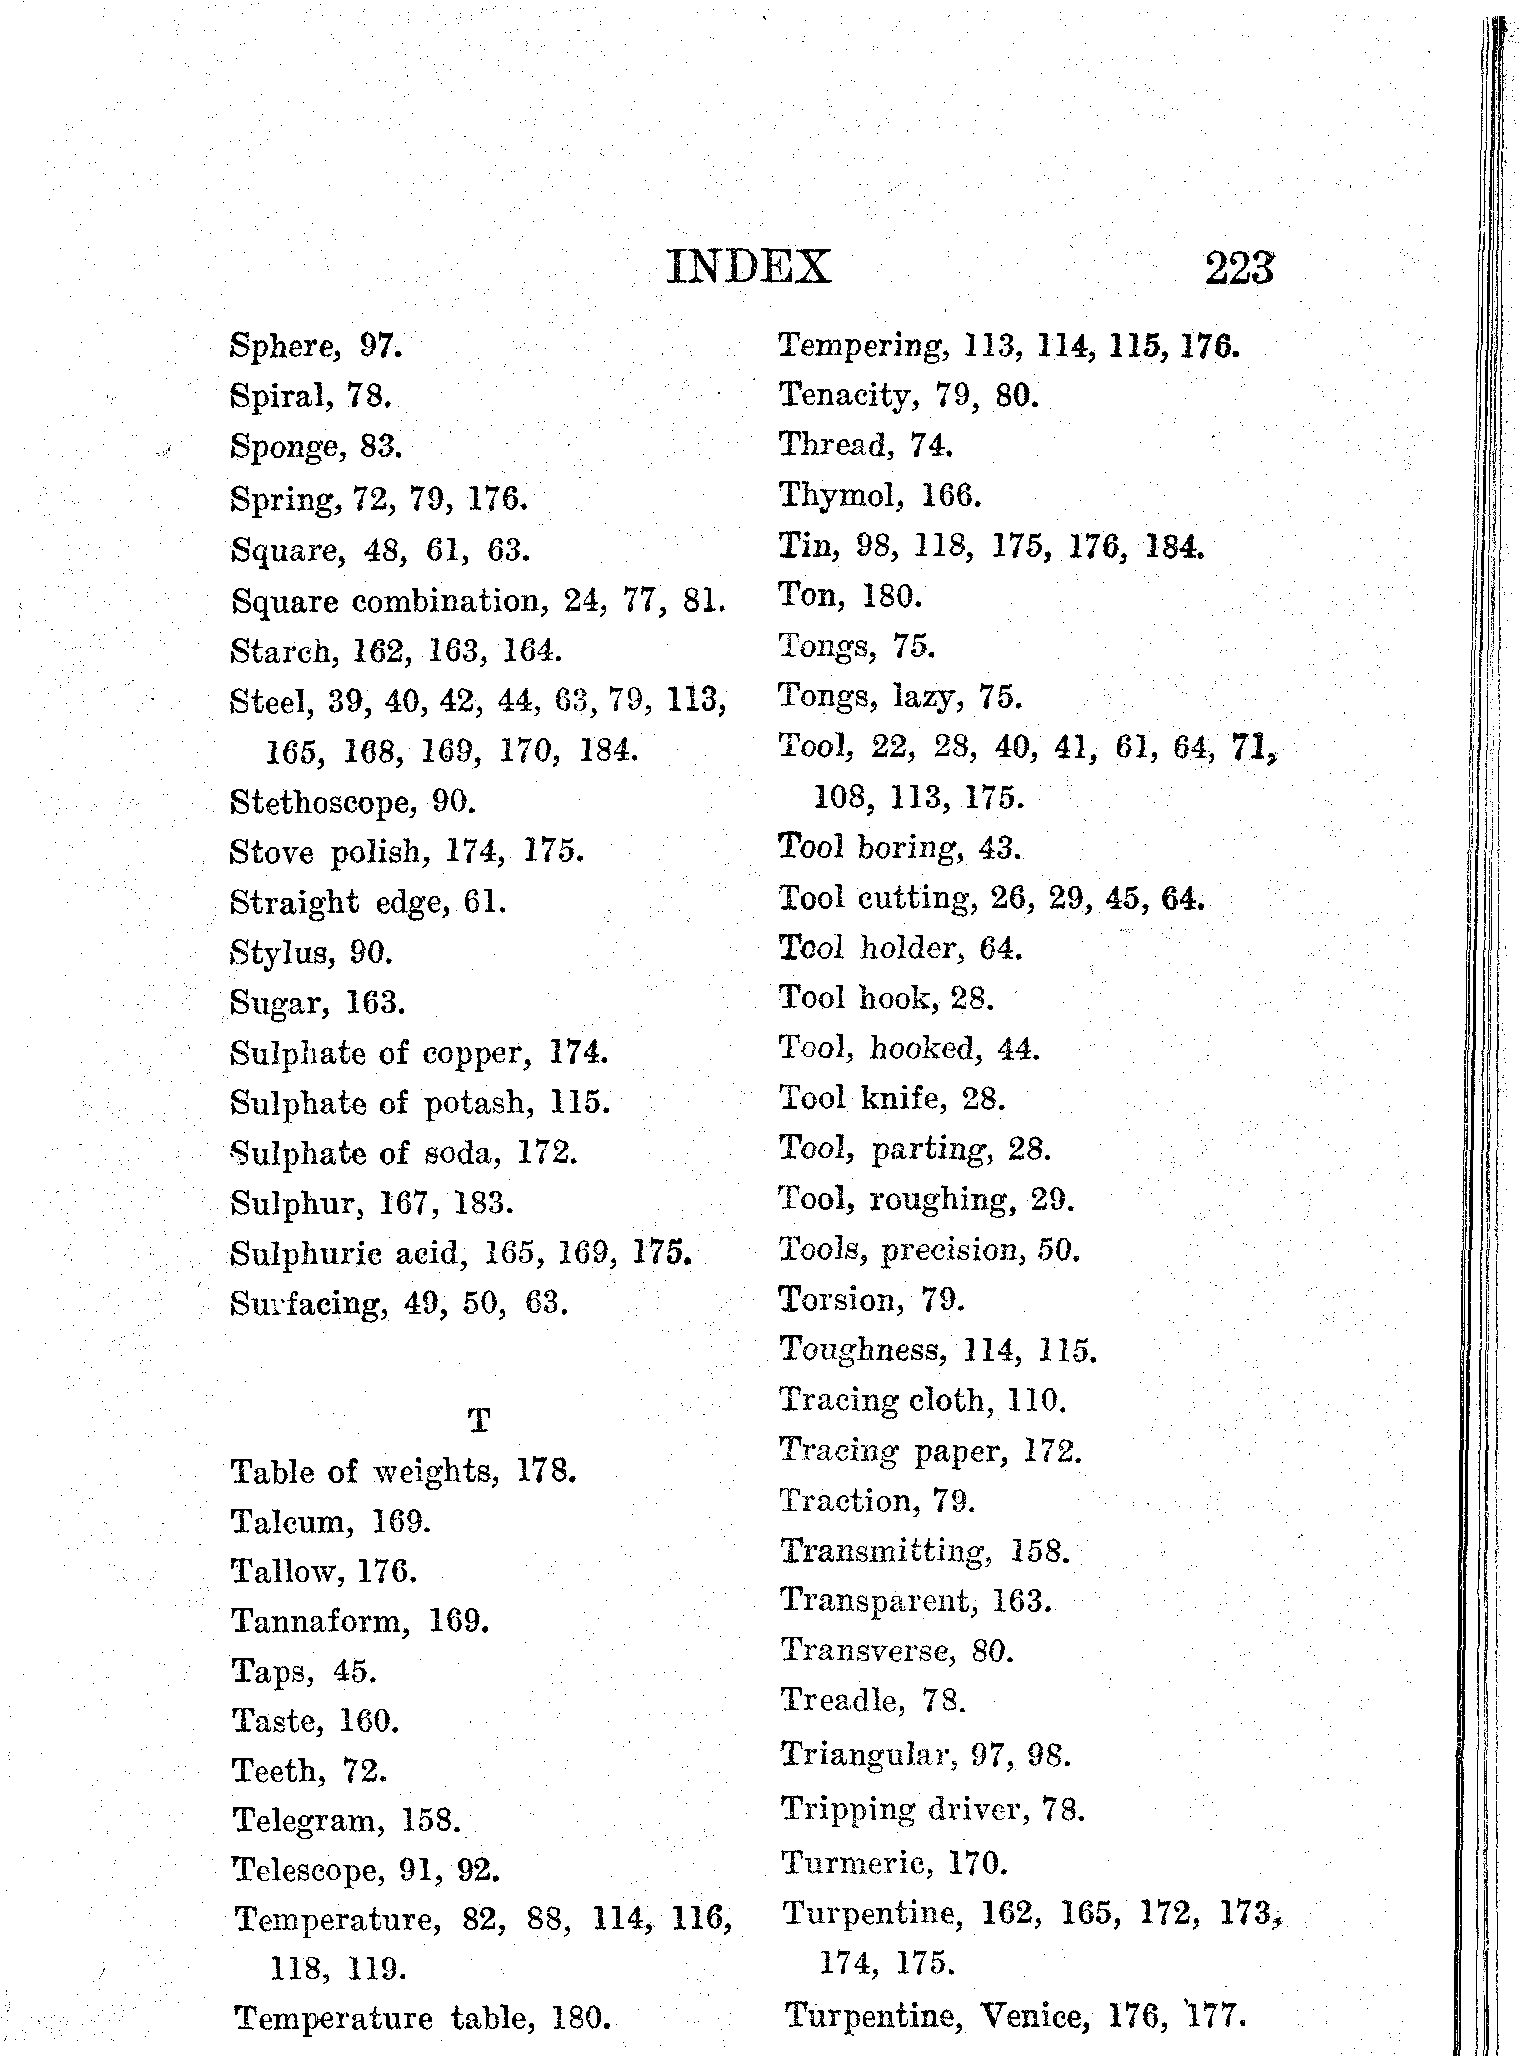 INDEX 223
Sphere, 97.
Spiral, 78.
Sponge, 83.
Spring, 72, 79, 176.
Square, 48, 61, 63.
Square combination, 24, 77, 81.
Starch, 162, 163, 164.
Steel, 39, 40, 42, 44, 63, 79, 113,
165, 168, 169, 170, 184.
Stethoscope, 90.
Stove polish, 174, 175.
Straight edge, 61.
Stylus, 90.
Sugar, 163.
Sulphate of copper, 174.
Sulphate of potash, 115.
Sulphate of soda, 172.
Sulphur, 167, 183.
Sulphuric acid, 165, 169, 175.
Surfacing, 49, 50, 63.
T
Table of weights, 178.
Talcum, 169.
Tallow, 176.
Tannaform, 169.
Taps, 45.
Taste, 160.
Teeth, 72.
Telegram, 158.
Telescope, 91, 92.
Temperature, 82, 88, 114, 116,
118, 119.
Temperature table, 180.
Tempering, 113, 114, 115, 176.
Tenacity, 79, 80.
Thread, 74.
Thymol, 166.
Tin, 98, 118, 175, 176, 184.
Ton, 180.
Tongs, 75.
Tongs, lazy, 75.
Tool, 22, 28, 40, 41, 61, 64, 71,
108, 113, 175.
Tool boring, 43.
Tool cutting, 26, 29, 45, 64.
Tool holder, 64.
Tool hook, 28.
Tool, hooked, 44.
Tool knife, 28.
Tool, parting, 28.
Tool, roughing, 29.
Tools, precision, 50.
Torsion, 79.
Toughness, 114, 115.
Tracing cloth, 110.
Tracing paper, 172.
Traction, 79.
Transmitting, 158.
Transparent, 163.
Transverse, 80.
Treadle, 78.
Triangular, 97, 98.
Tripping driver, 78.
Turmeric, 170.
Turpentine, 162, 165, 172, 173,
174, 175.
Turpentine, Venice, 176, 177.